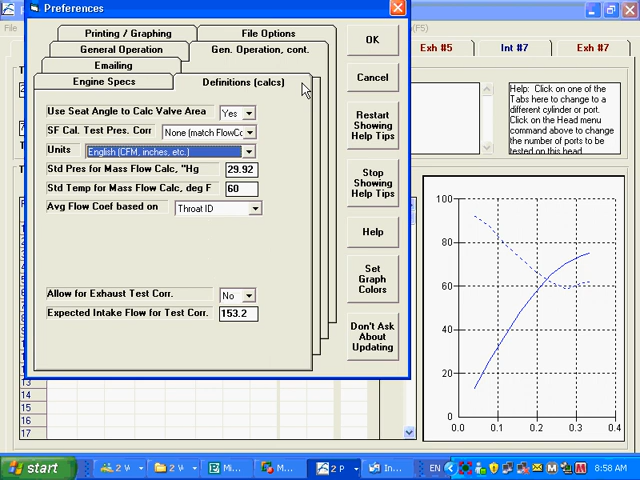 Preferences
File
(F5)
Printing / Graphing
File Options
General Operation
Gen. Operation, cont.
Emailing
Engine Specs
Definitions (calcs)
OK
Cancel
Restart
Showing
Help Tips
Stop
Showing
Help Tips
Help
Set
Graph
Colors
Don't Ask
About
Updating
Use Seat Angle to Calc Valve Area
Yes
SF Cal. Test Pres. Corr
None (match FlowCo
Units
English (CFM, inches, etc.)
Std Pres for Mass Flow Calc, "Hg
29.92
Std Temp for Mass Flow Calc, deg F
60
Avg Flow Coef based on
Throat ID
Allow for Exhaust Test Corr.
No
Expected Intake Flow for Test Corr.
153.2
Exh #5
Int #7
Exh #7
Help: Click on one of the
Tabs here to change to a
different cylinder or port.
Click on the Head menu
command above to change
the number of ports to be
tested on this head.
13
14
15
16
17
100
80
60
40
20
0
0.0
0.1
0.2
0.3
0.4
start
2 W
2 W
Mi...
M...
2 P
In...
EN
8:58 AM